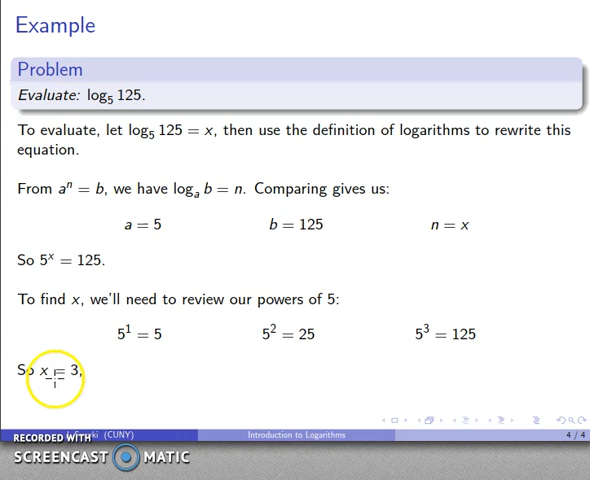 Example
Problem
Evaluate: log₅ 125.
To evaluate, let log₅ 125 = x, then use the definition of logarithms to rewrite this
equation.
From aⁿ = b, we have logₐ b = n. Comparing gives us:
a = 5 b = 125 n = x
So 5ˣ = 125.
To find x, we'll need to review our powers of 5:
5¹ = 5 5² = 25 5³ = 125
So x = 3,
(CUNY) Introduction to Logarithms 4 / 4
RECORDED WITH
SCREENCAST MATIC